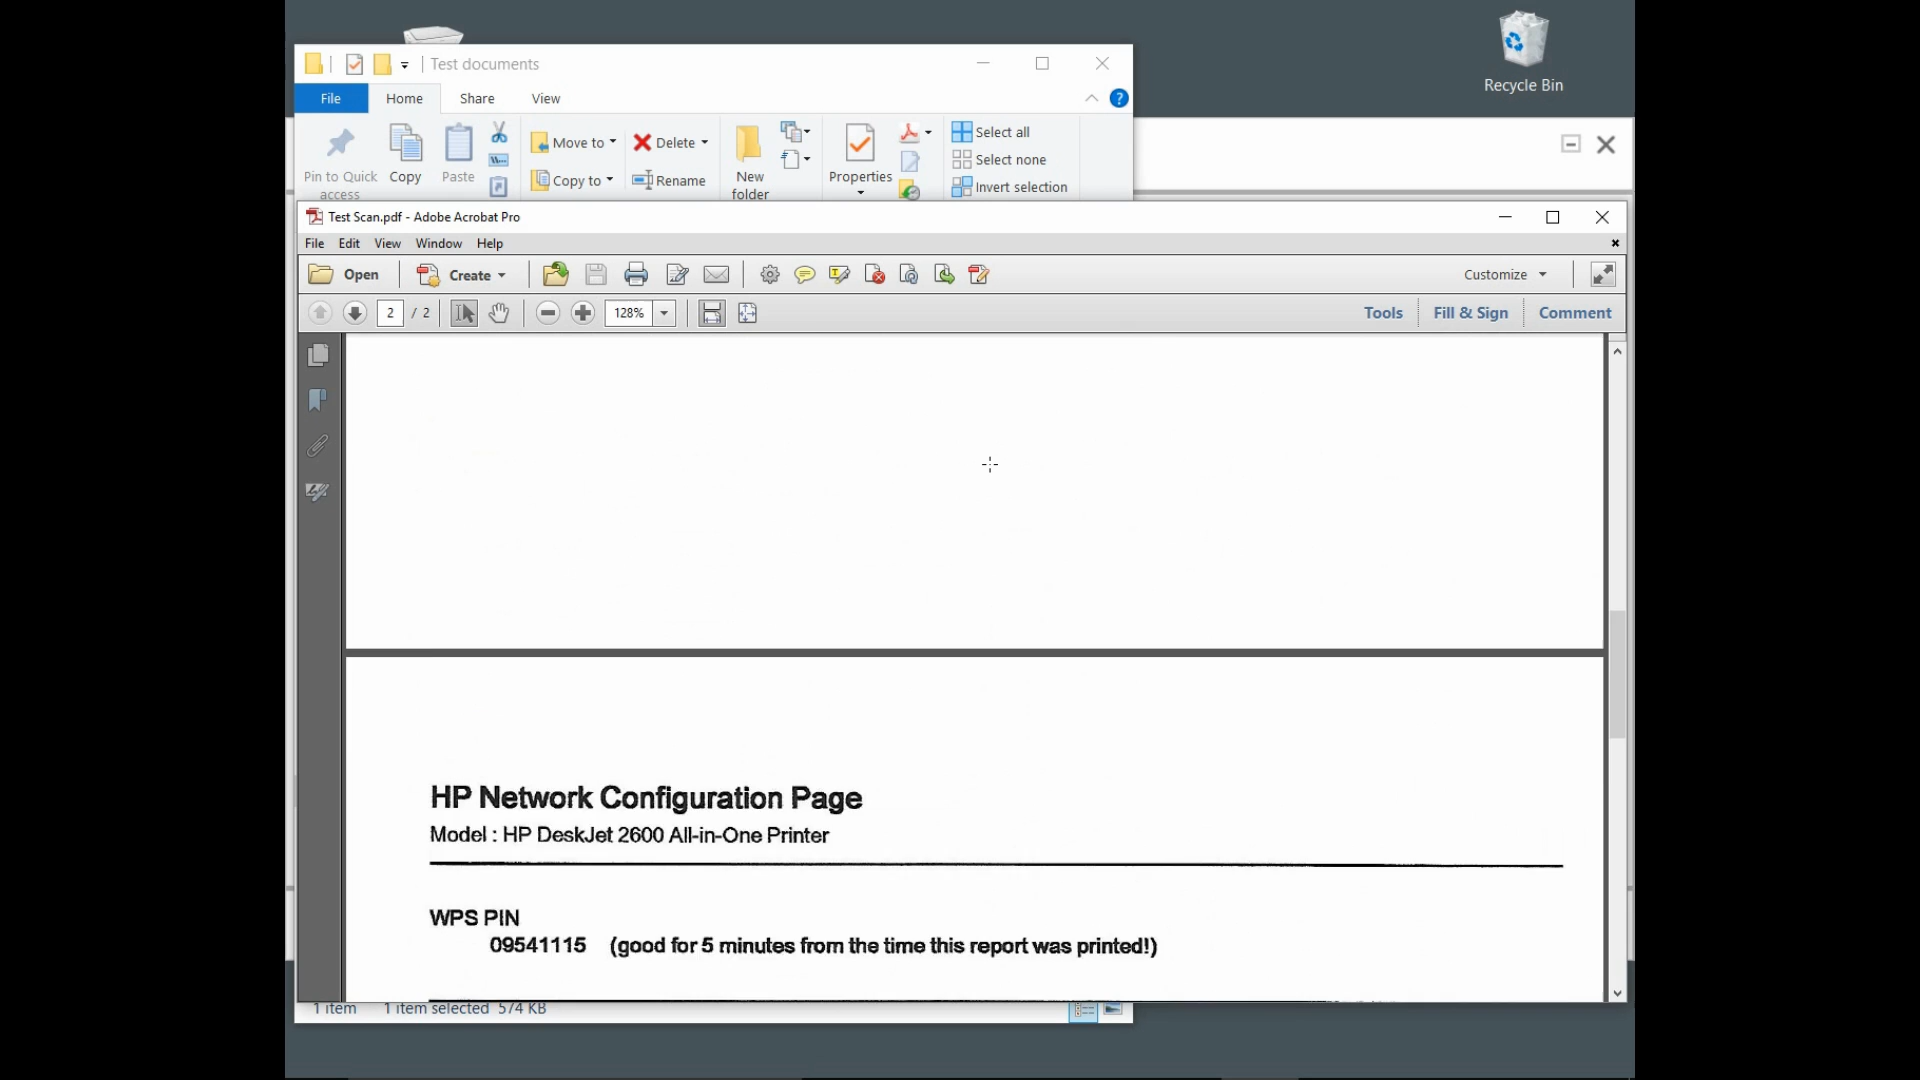 Test documents
Recycle Bin
File Home Share View
Pin to Quick access
Copy
Paste
Move to
Copy to
Delete
Rename
New folder
Properties
Select all
Select none
Invert selection
Test Scan.pdf - Adobe Acrobat Pro
File Edit View Window Help
Open Create Customize
2 / 2 128% Tools Fill & Sign Comment
HP Network Configuration Page
Model : HP DeskJet 2600 All-in-One Printer
WPS PIN
09541115 (good for 5 minutes from the time this report was printed!)
1 item 1 item selected 574 KB